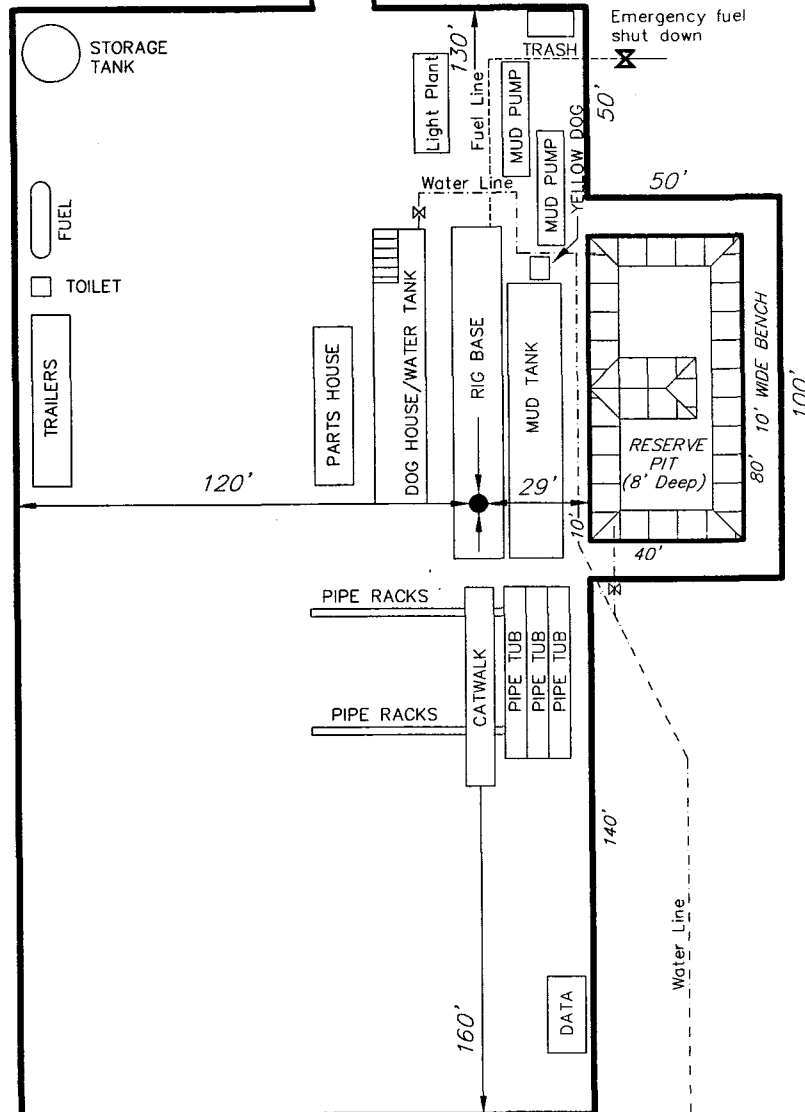 Emergency fuel
shut down
TRASH
STORAGE
TANK
130'
Light Plant
Fuel Line
MUD PUMP
50'
MUD PUMP
YELLOW DOG
Water Line
50'
FUEL
TOILET
TRAILERS
PARTS HOUSE
DOG HOUSE/WATER TANK
RIG BASE
MUD TANK
RESERVE
PIT
(8' Deep)
80'
10' WIDE BENCH
100'
120'
29'
10'
40'
PIPE RACKS
CATWALK
PIPE TUB
PIPE TUB
PIPE TUB
PIPE RACKS
140'
Water Line
160'
DATA